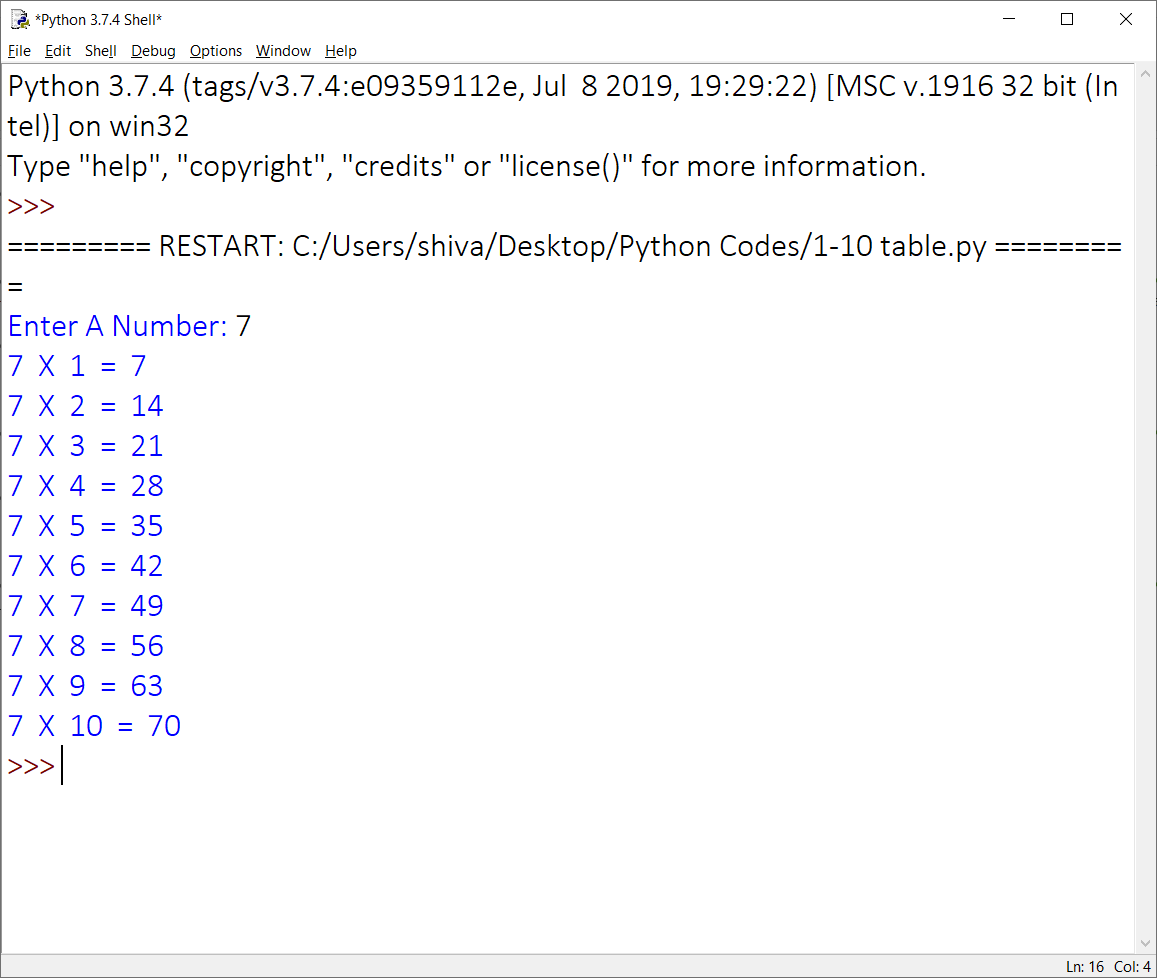 *Python 3.7.4 Shell*
File Edit Shell Debug Options Window Help
Python 3.7.4 (tags/v3.7.4:e09359112e, Jul  8 2019, 19:29:22) [MSC v.1916 32 bit (In
tel)] on win32
Type "help", "copyright", "credits" or "license()" for more information.
>>>
========= RESTART: C:/Users/shiva/Desktop/Python Codes/1-10 table.py ========
=
Enter A Number: 7
7 X 1 = 7
7 X 2 = 14
7 X 3 = 21
7 X 4 = 28
7 X 5 = 35
7 X 6 = 42
7 X 7 = 49
7 X 8 = 56
7 X 9 = 63
7 X 10 = 70
>>>
Ln: 16 Col: 4